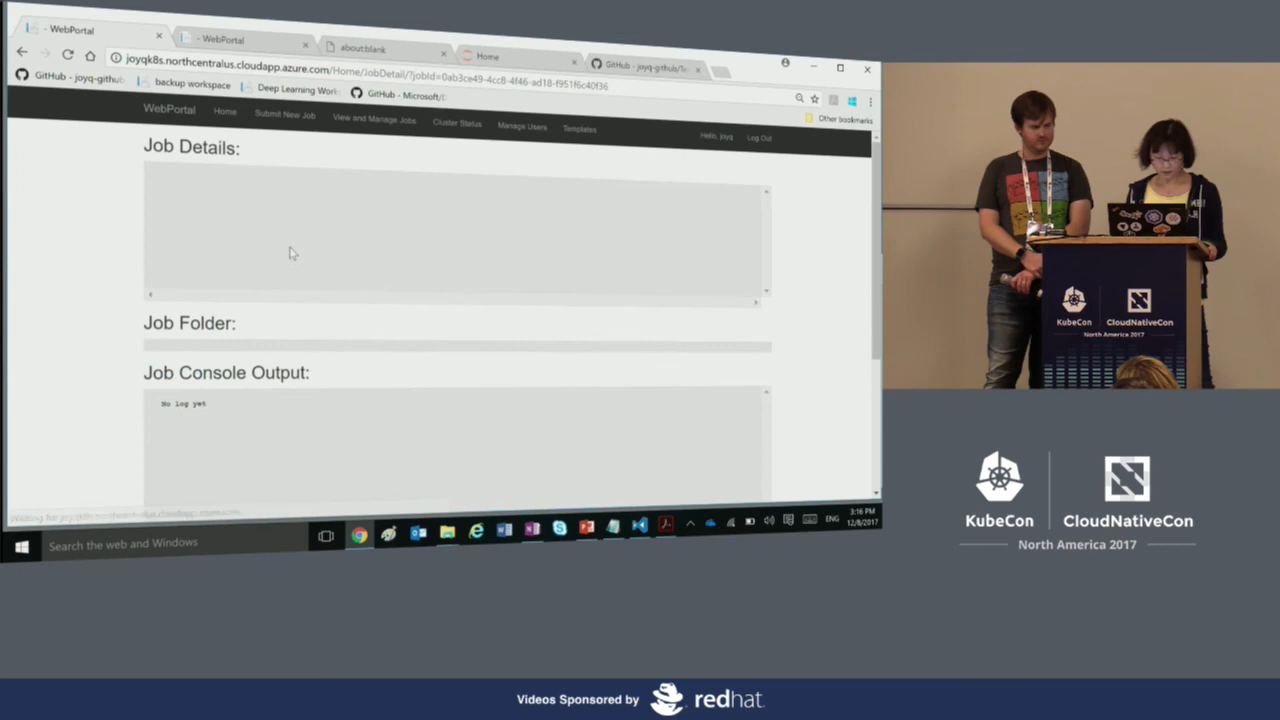 - WebPortal
- WebPortal
about:blank
Home
GitHub - joyq-github/Te
joyqk8s.northcentralus.cloudapp.azure.com/Home/JobDetail/?jobId=0ab3ce49-4cc8-4f46-ad18-f951f6c40f36
GitHub - joyq-github
backup workspace
Deep Learning Work
GitHub - Microsoft/D
Other bookmarks
WebPortal Home Submit New Job View and Manage Jobs Cluster Status Manage Users Templates Hello, joyq Log Out
Job Details:
Job Folder:
Job Console Output:
No log yet
Search the web and Windows
ENG
3:16 PM
12/8/2017
KubeCon
CloudNativeCon
North America 2017
KubeCon
CloudNativeCon
North America 2017
Videos Sponsored by
redhat